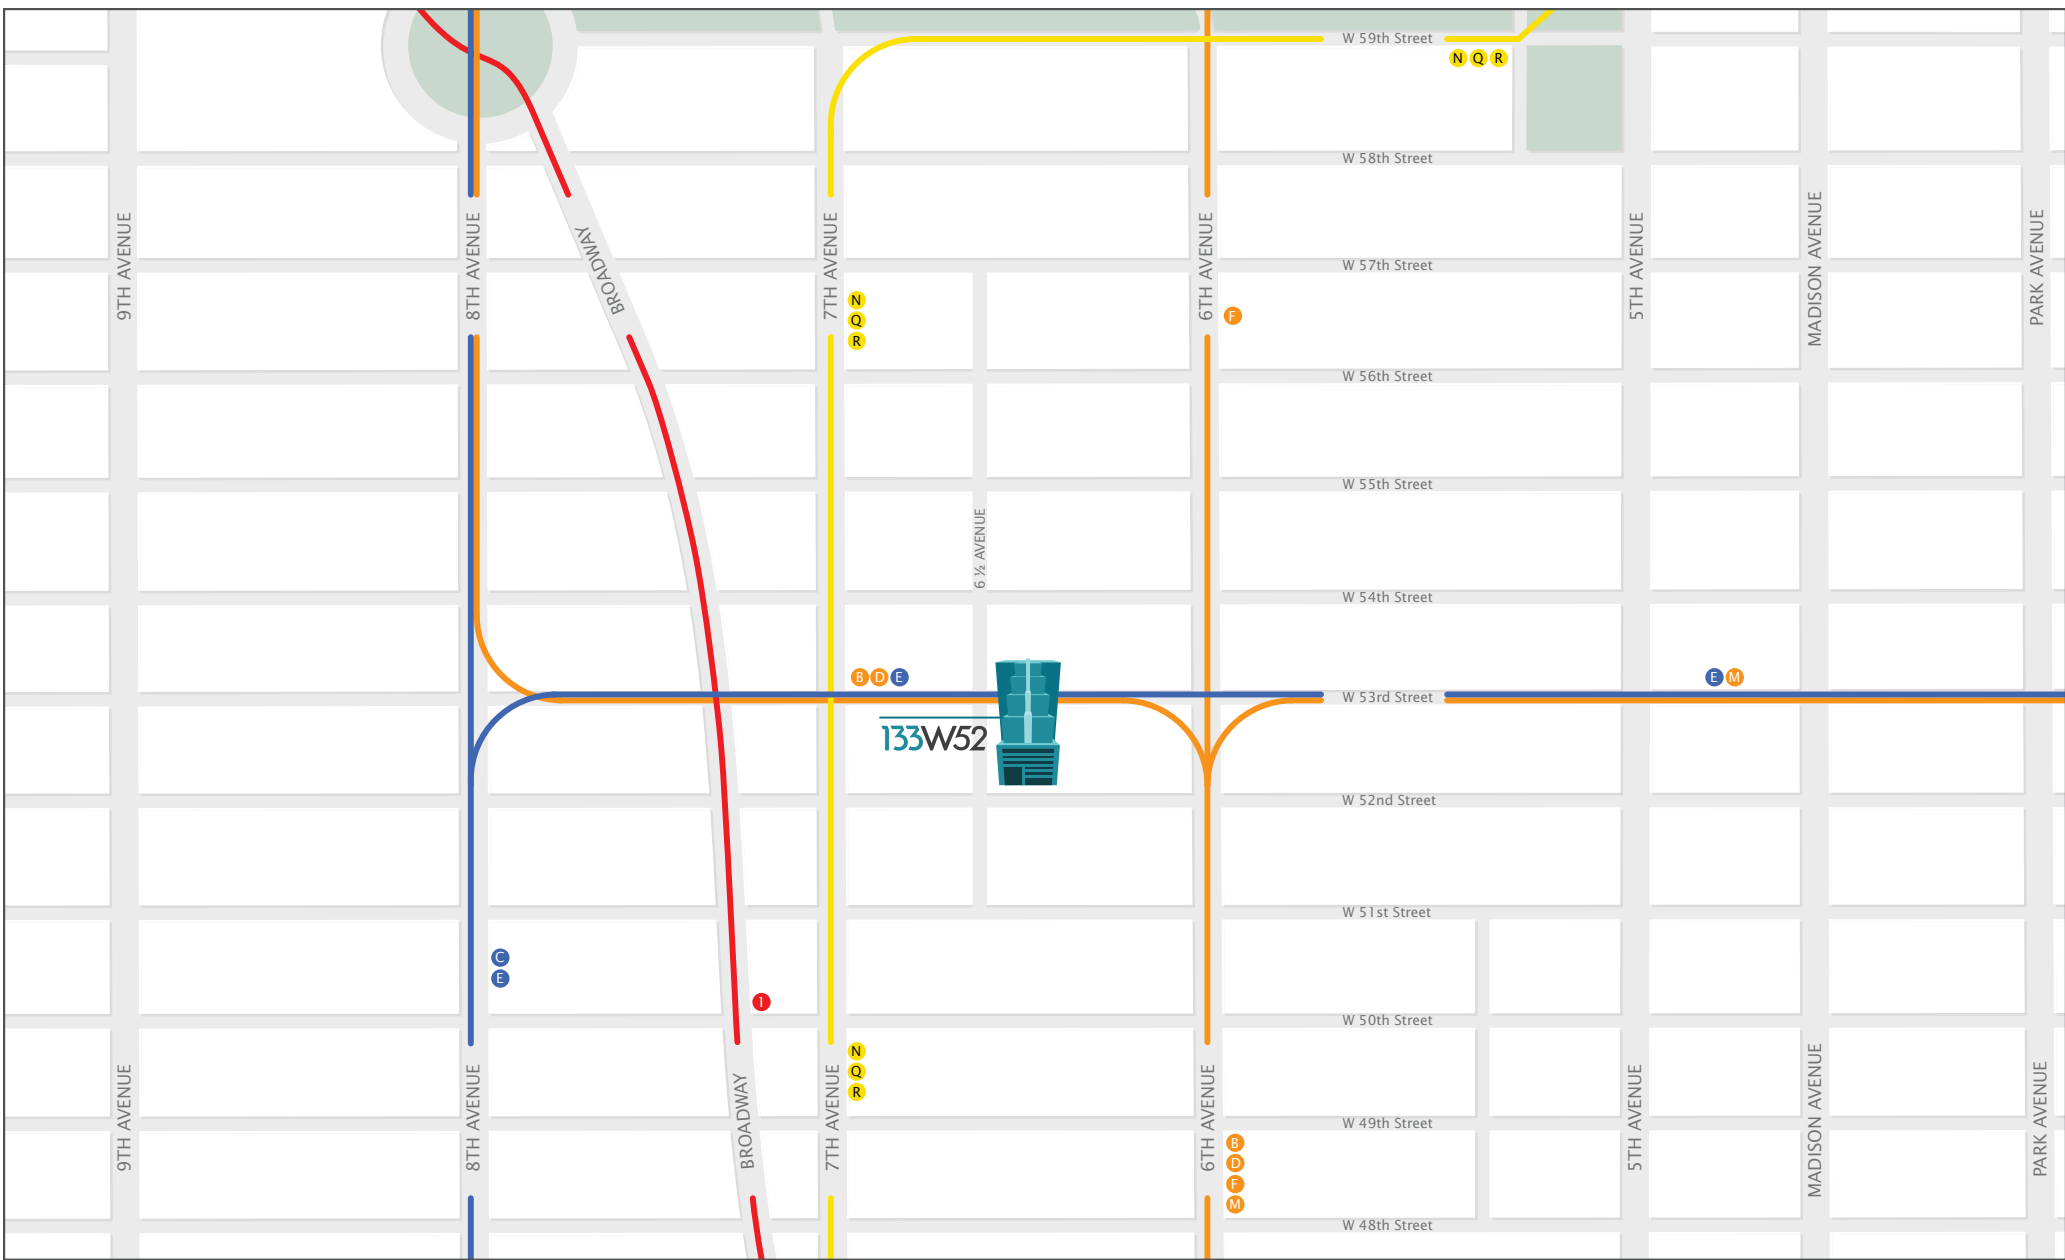 W 59th Street
N Q R
W 58th Street
9TH AVENUE
8TH AVENUE
BROADWAY
7TH AVENUE
6TH AVENUE
5TH AVENUE
MADISON AVENUE
PARK AVENUE
W 57th Street
N
Q
R
F
W 56th Street
W 55th Street
6 ½ AVENUE
W 54th Street
B D E
E M
W 53rd Street
133W52
W 52nd Street
W 51st Street
C
E
1
W 50th Street
N
Q
R
9TH AVENUE
8TH AVENUE
BROADWAY
7TH AVENUE
6TH AVENUE
5TH AVENUE
MADISON AVENUE
PARK AVENUE
W 49th Street
B
D
F
M
W 48th Street